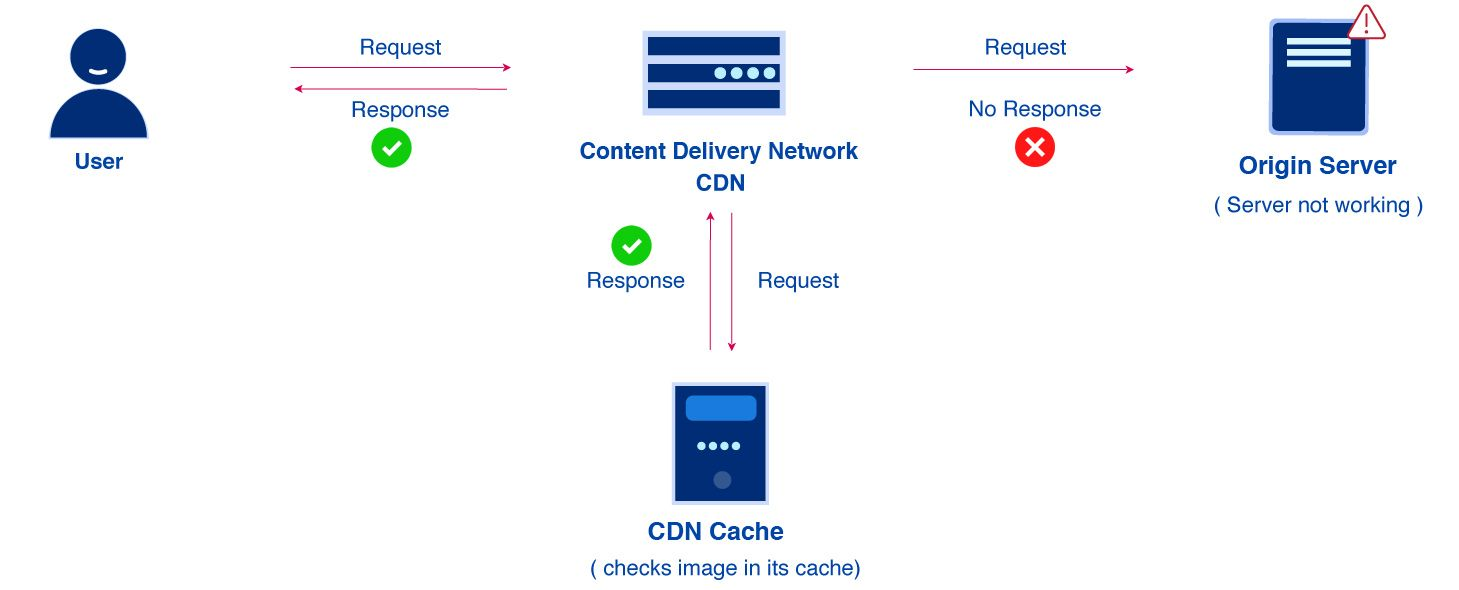 Request
Response
User
Content Delivery Network
CDN
Request
No Response
Origin Server
( Server not working )
Response
Request
CDN Cache
( checks image in its cache)